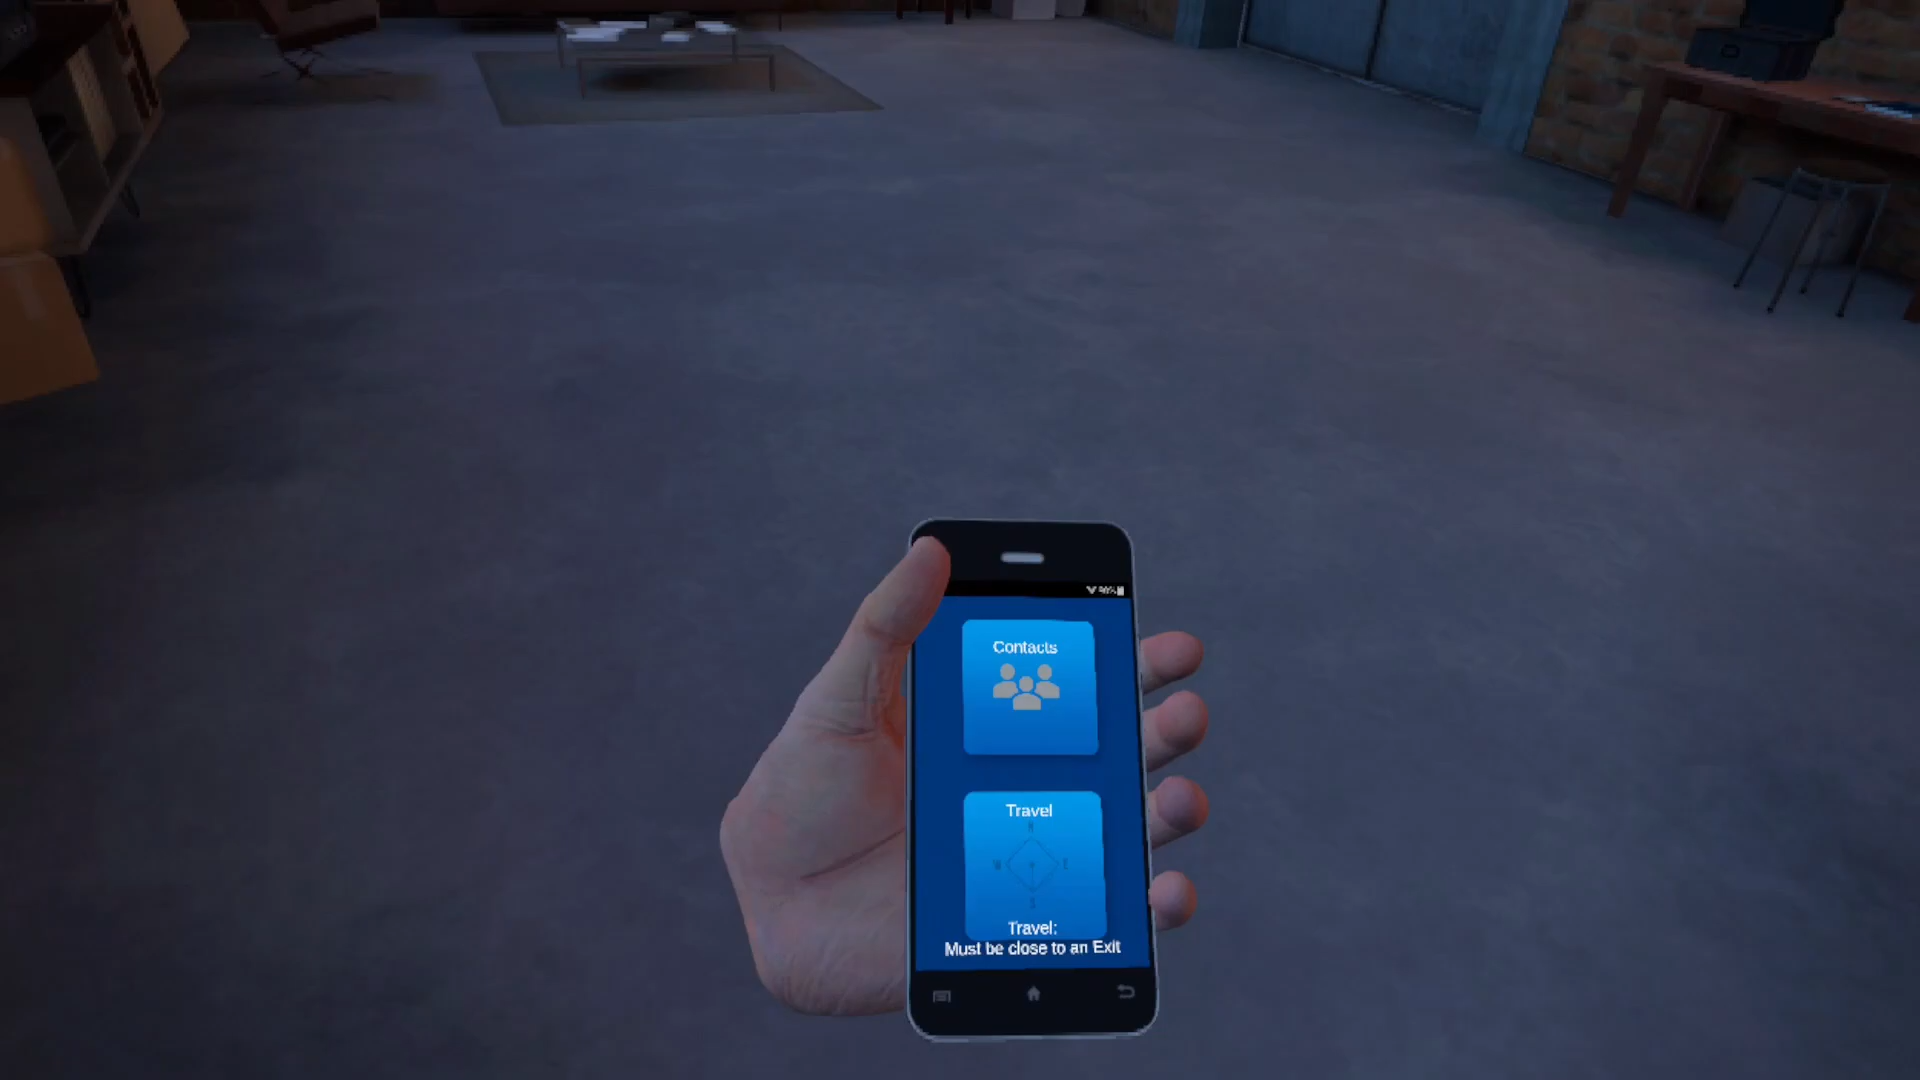 Contacts
Travel
N
W E
S
Travel:
Must be close to an Exit